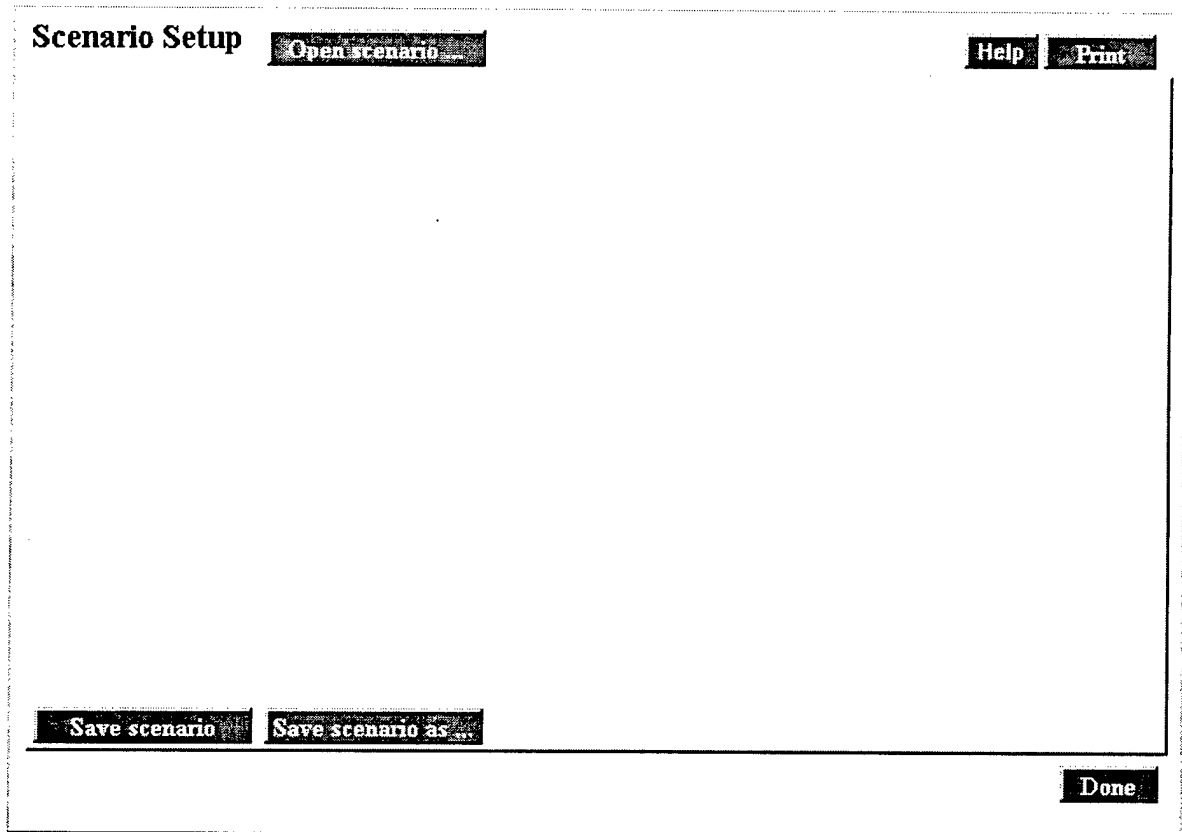 Scenario Setup
Open scenario ...
Help
Print
Save scenario
Save scenario as ...
Done